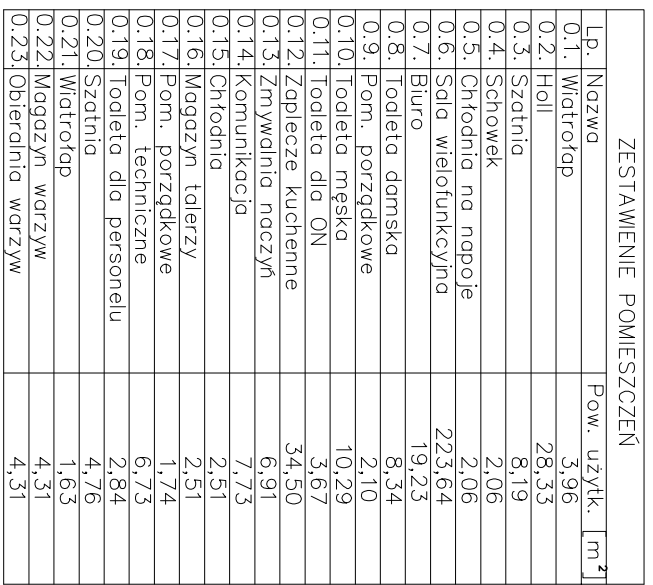 ZESTAWIENIE POMIESZCZEŃ
Lp. Nazwa Pow. użytk. [m²]
0.1. Wiatrołap 3,96
0.2. Holl 28,33
0.3. Szatnia 8,19
0.4. Schowek 2,06
0.5. Chłodnia na napoje 2,06
0.6. Sala wielofunkcyjna 223,64
0.7. Biuro 19,23
0.8. Toaleta damska 8,34
0.9. Pom. porządkowe 2,10
0.10. Toaleta męska 10,29
0.11. Toaleta dla ON 3,67
0.12. Zaplecze kuchenne 34,50
0.13. Zmywalnia naczyń 6,91
0.14. Komunikacja 7,73
0.15. Chłodnia 2,51
0.16. Magazyn talerzy 2,51
0.17. Pom. porządkowe 1,74
0.18. Pom. techniczne 6,73
0.19. Toaleta dla personelu 2,84
0.20. Szatnia 4,76
0.21. Wiatrołap 1,63
0.22. Magazyn warzyw 4,31
0.23. Obieralnia warzyw 4,31